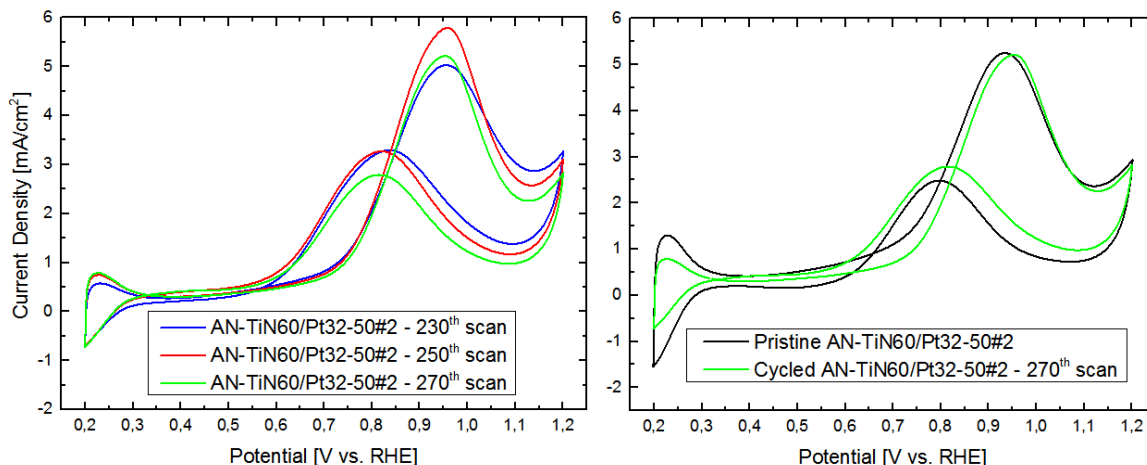 6
5
4
3
2
1
0
-1
-2
Current Density [mA/cm²]
AN-TiN60/Pt32-50#2 - 230th scan
AN-TiN60/Pt32-50#2 - 250th scan
AN-TiN60/Pt32-50#2 - 270th scan
0,2 0,3 0,4 0,5 0,6 0,7 0,8 0,9 1,0 1,1 1,2
Potential [V vs. RHE]
6
5
4
3
2
1
0
-1
-2
Pristine AN-TiN60/Pt32-50#2
Cycled AN-TiN60/Pt32-50#2 - 270th scan
0,2 0,3 0,4 0,5 0,6 0,7 0,8 0,9 1,0 1,1 1,2
Potential [V vs. RHE]